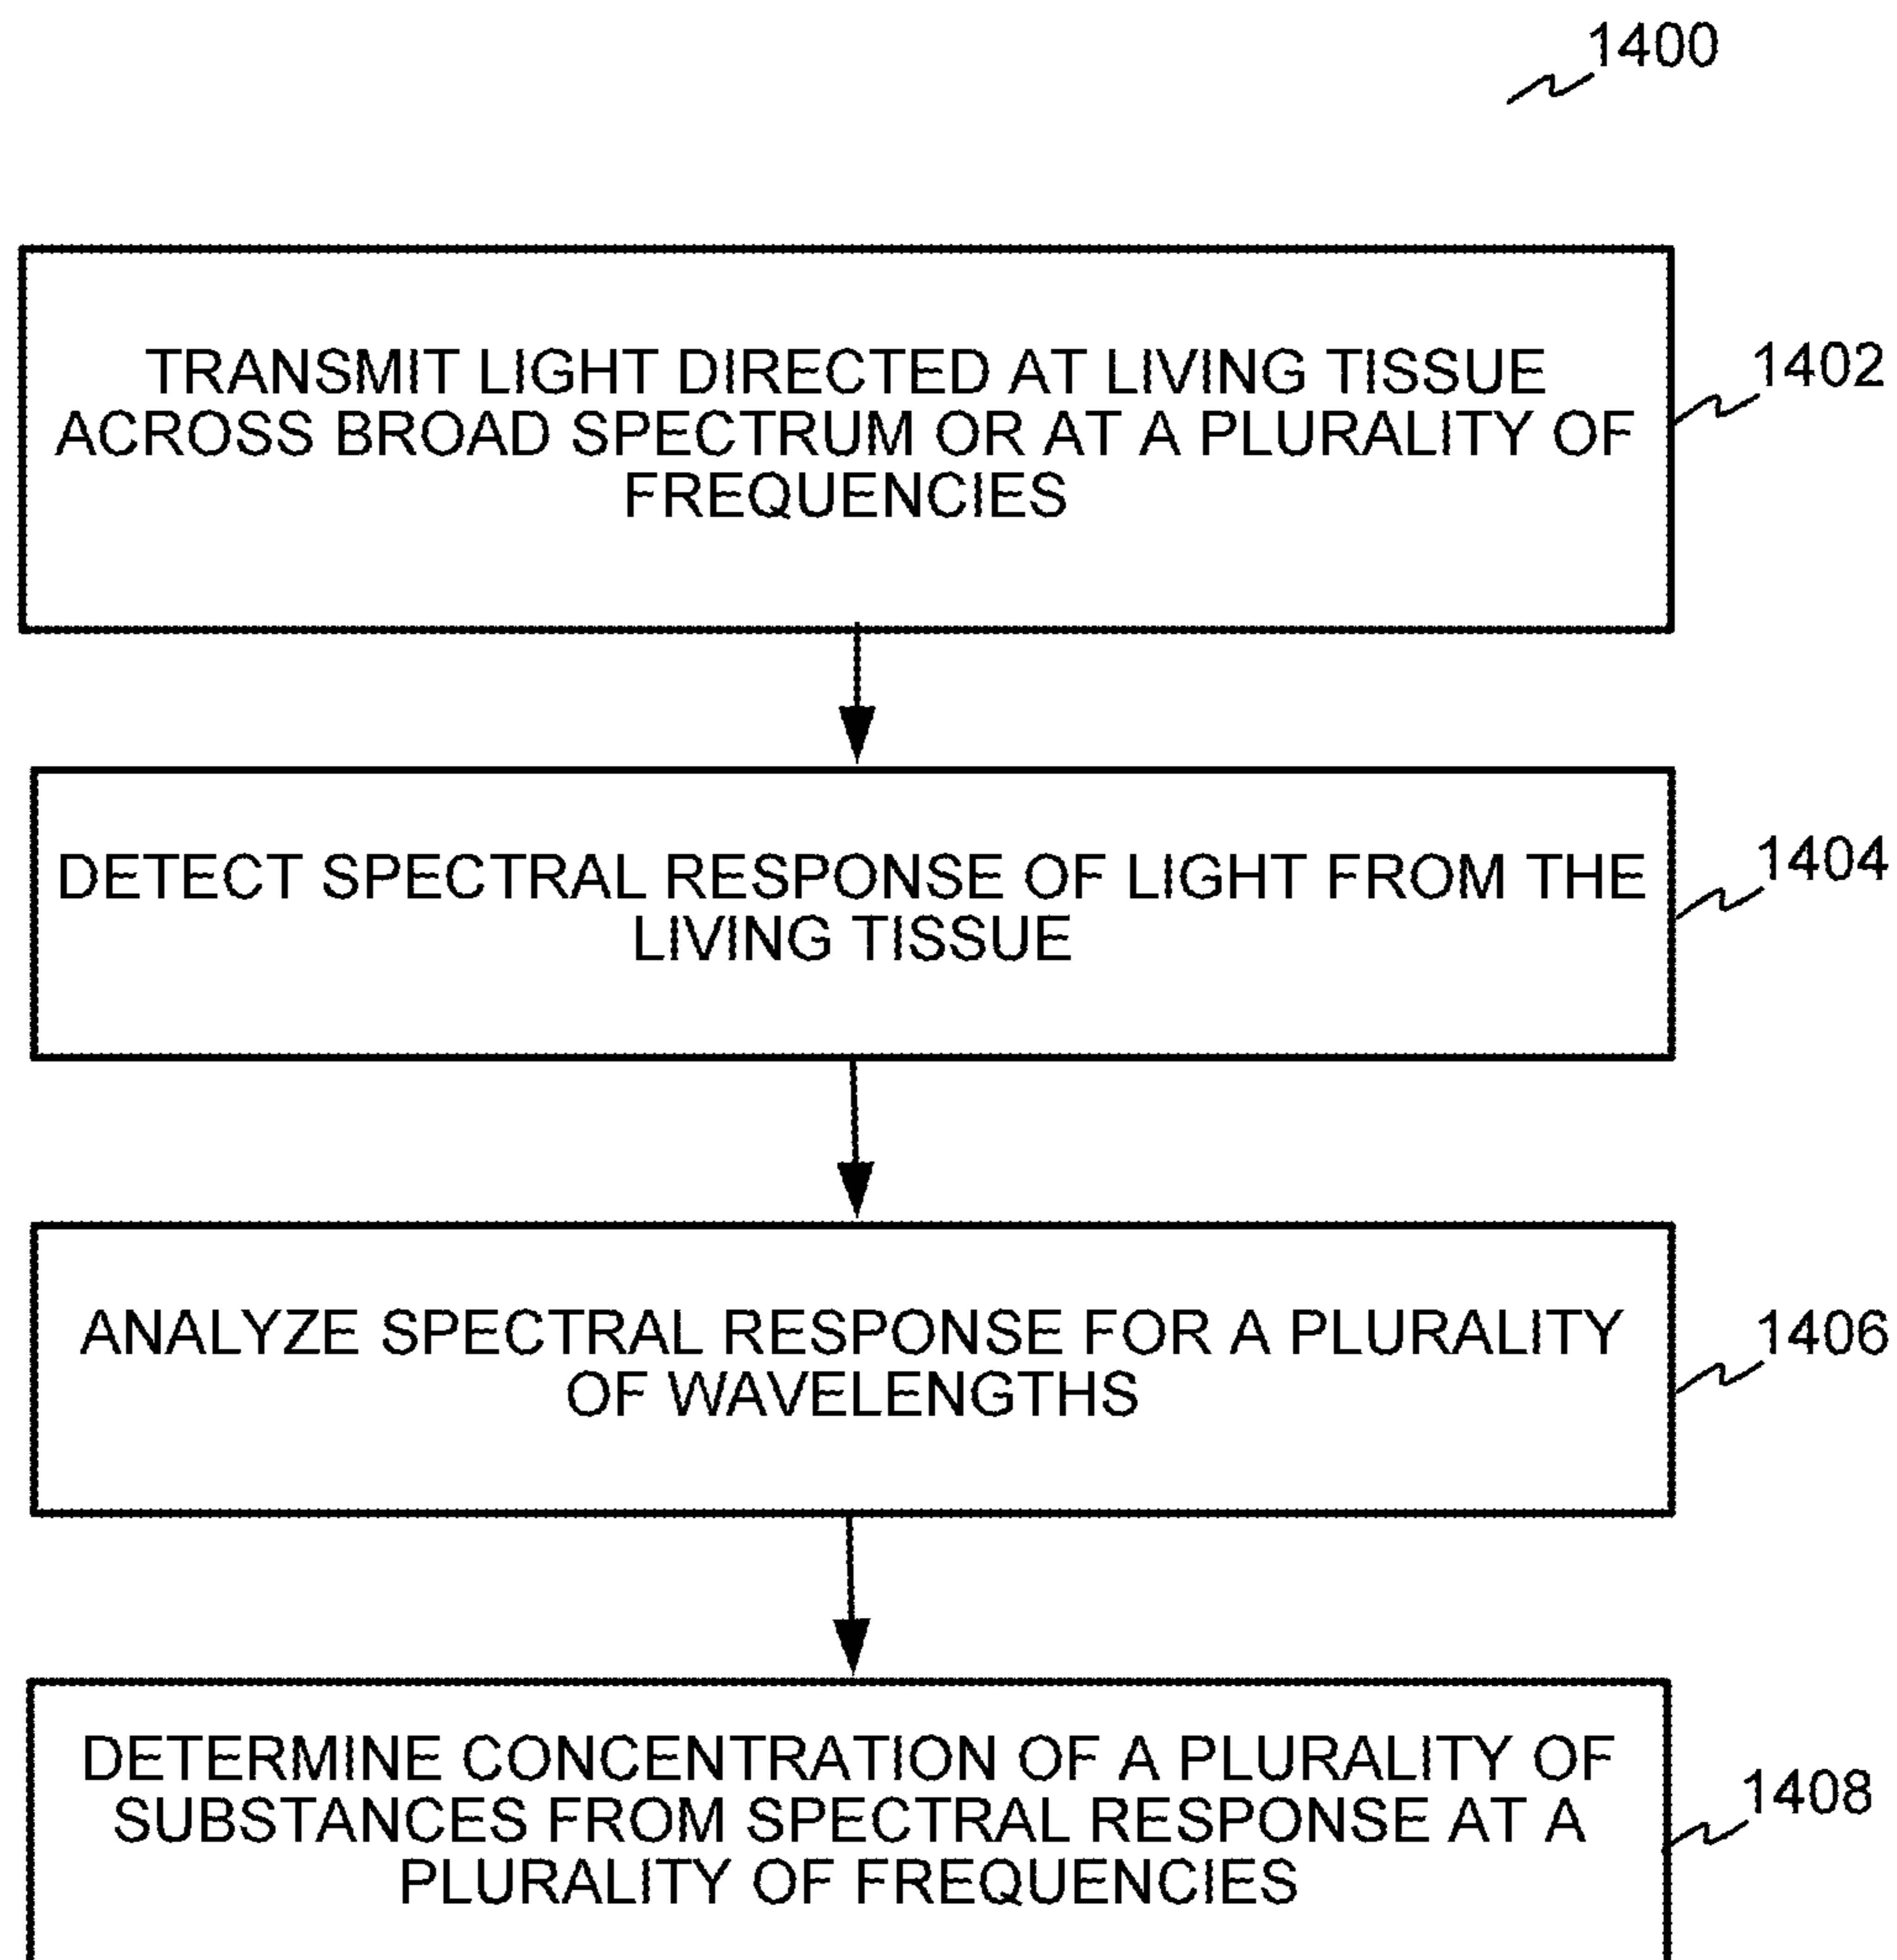 1400
TRANSMIT LIGHT DIRECTED AT LIVING TISSUE
ACROSS BROAD SPECTRUM OR AT A PLURALITY OF
FREQUENCIES
1402
DETECT SPECTRAL RESPONSE OF LIGHT FROM THE
LIVING TISSUE
1404
ANALYZE SPECTRAL RESPONSE FOR A PLURALITY
OF WAVELENGTHS
1406
DETERMINE CONCENTRATION OF A PLURALITY OF
SUBSTANCES FROM SPECTRAL RESPONSE AT A
PLURALITY OF FREQUENCIES
1408